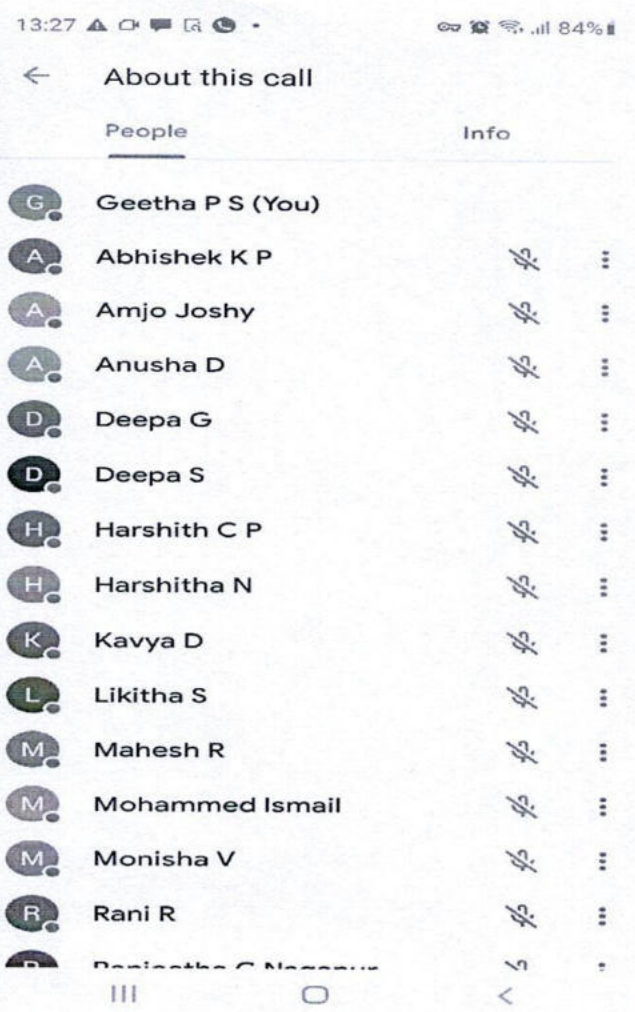 13:27 84%
About this call
People Info
G Geetha P S (You)
A Abhishek K P
A Amjo Joshy
A Anusha D
D Deepa G
D Deepa S
H Harshith C P
H Harshitha N
K Kavya D
L Likitha S
M Mahesh R
M Mohammed Ismail
M Monisha V
R Rani R